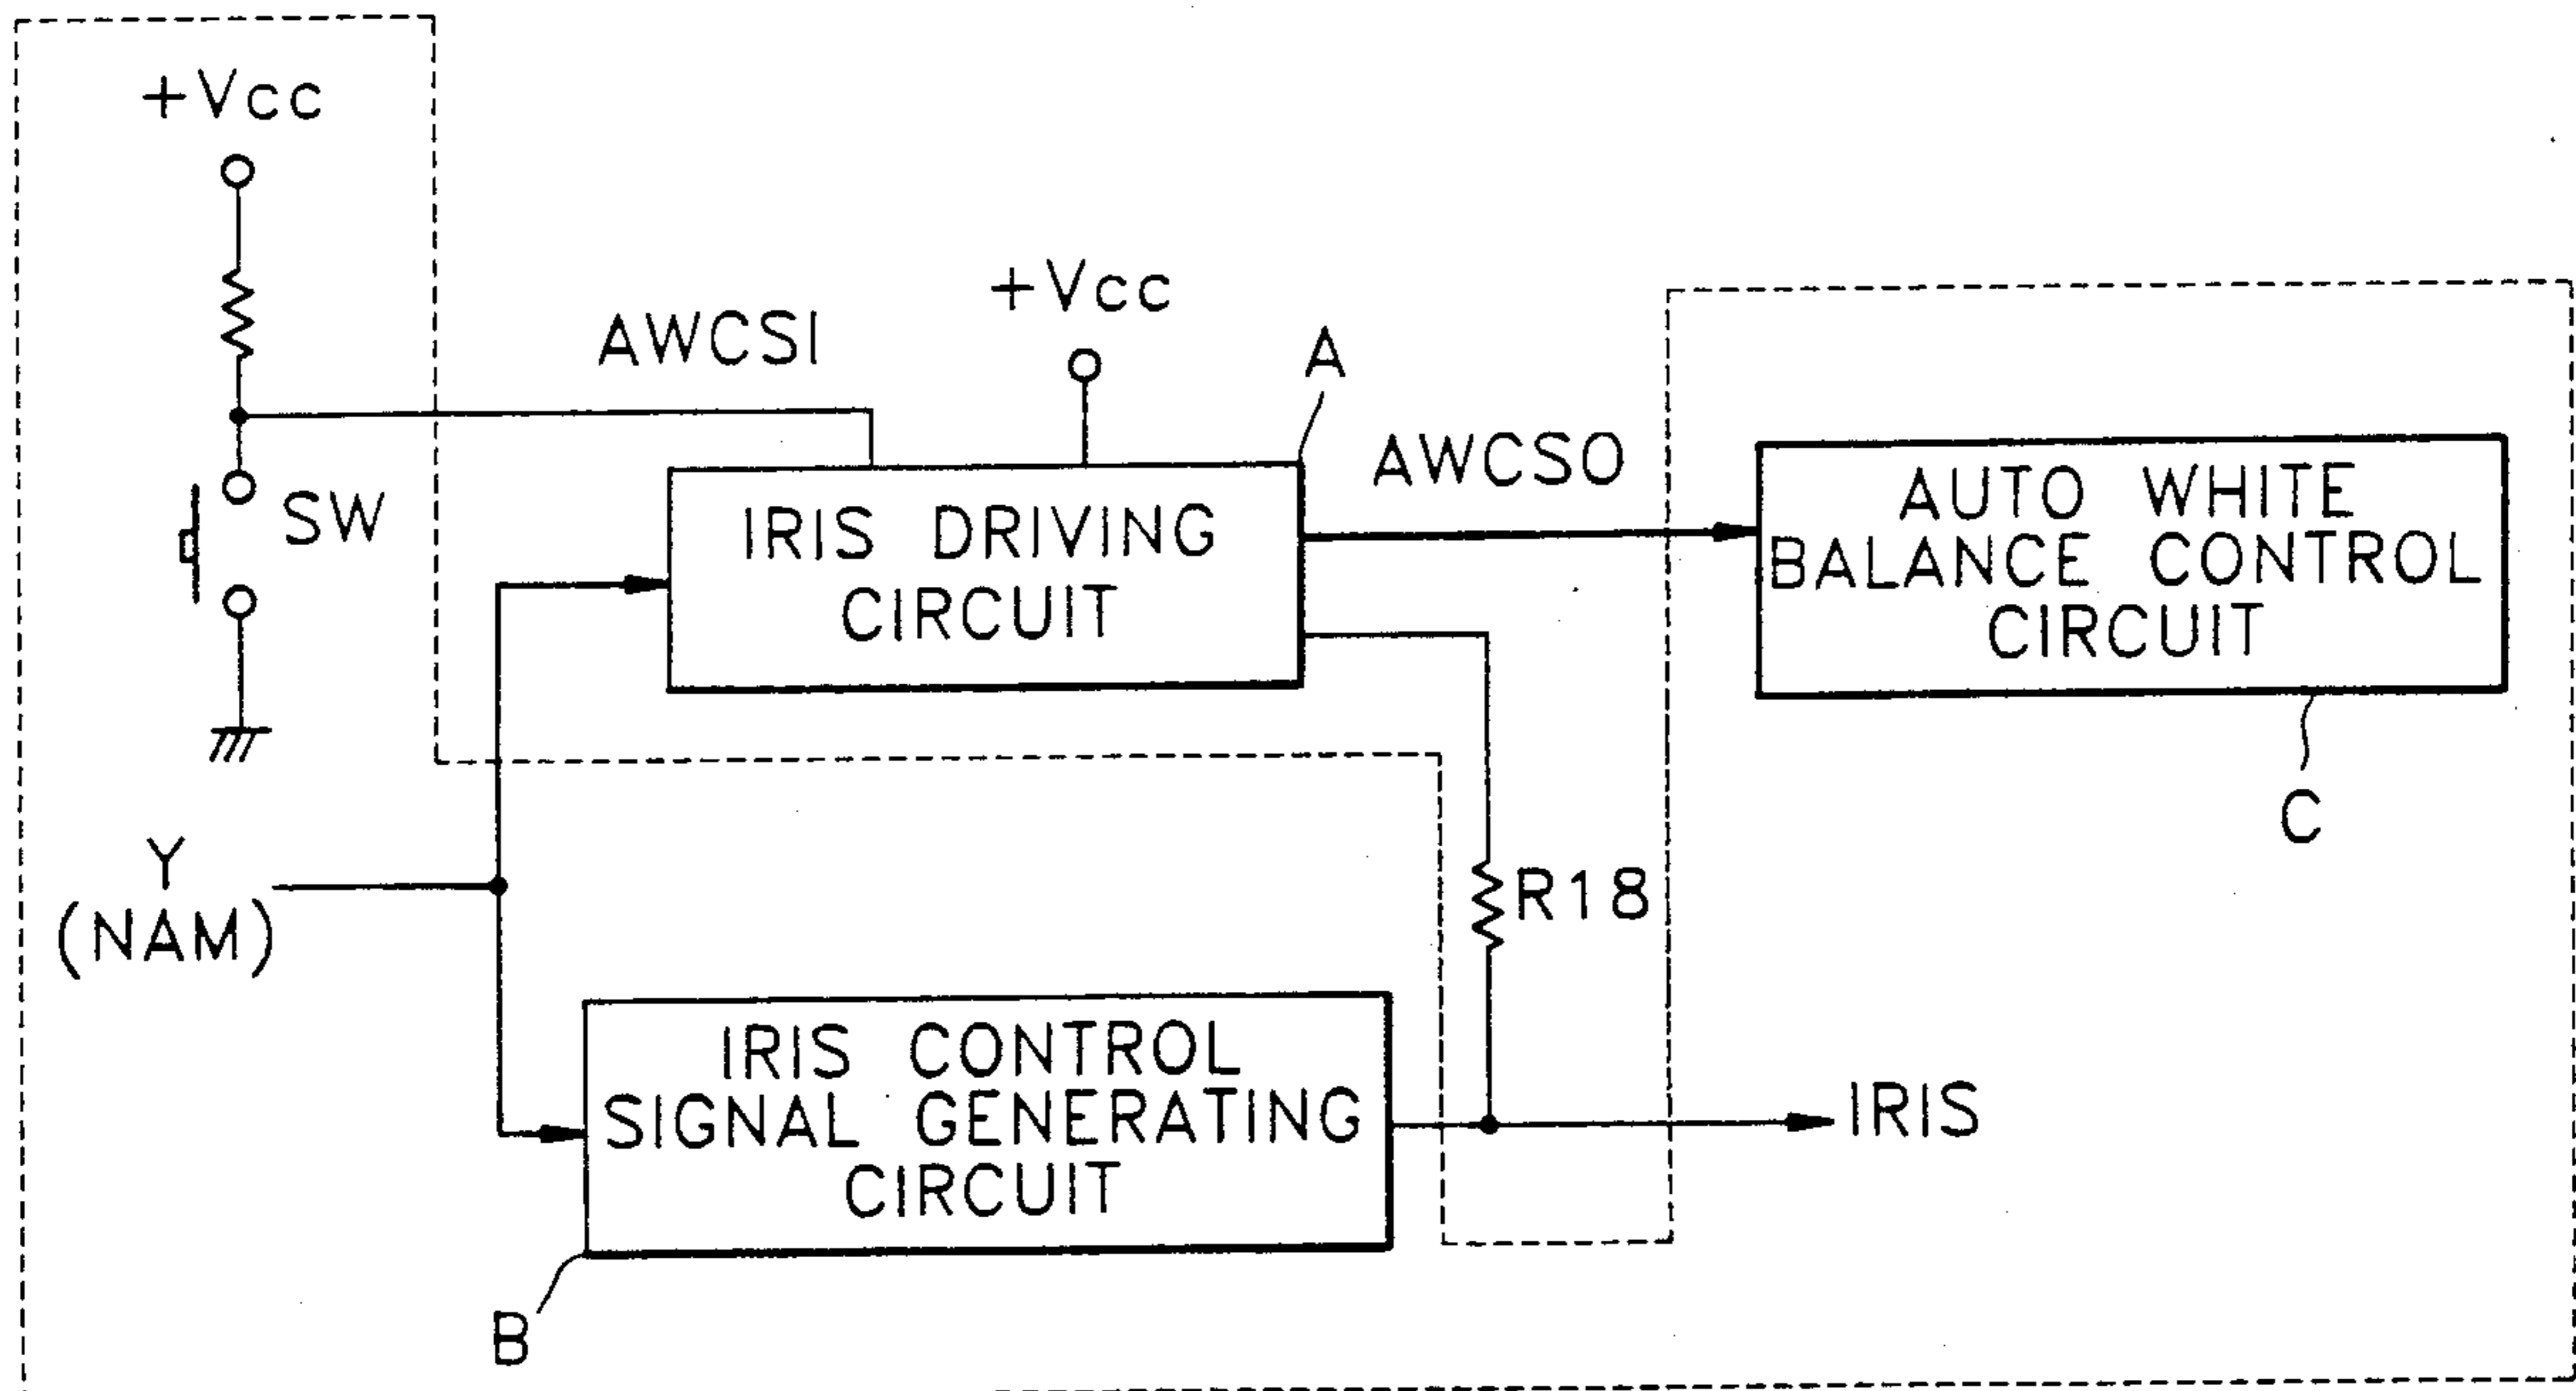 +Vcc
+Vcc
AWCSI
A
AWCSO
SW
IRIS DRIVING
CIRCUIT
AUTO WHITE
BALANCE CONTROL
CIRCUIT
C
Y
(NAM)
R18
IRIS CONTROL
SIGNAL GENERATING
CIRCUIT
IRIS
B